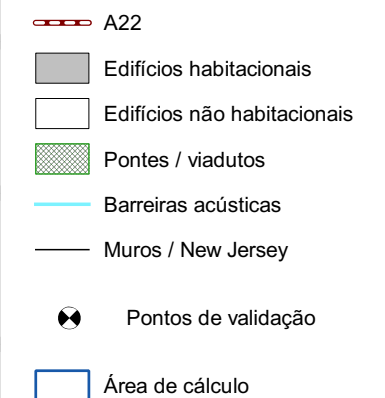 A22
Edifícios habitacionais
Edifícios não habitacionais
Pontes / viadutos
Barreiras acústicas
Muros / New Jersey
Pontos de validação
Área de cálculo